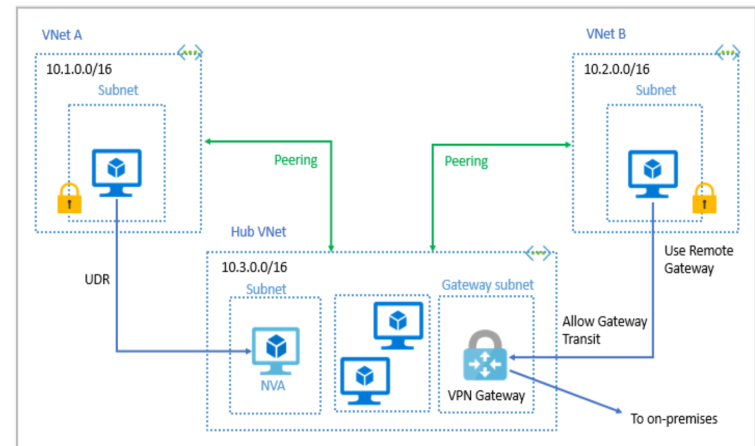 VNet A
10.1.0.0/16
Subnet
VNet B
10.2.0.0/16
Subnet
Peering
Peering
UDR
Hub VNet
10.3.0.0/16
Subnet
NVA
Gateway subnet
VPN Gateway
Use Remote
Gateway
Allow Gateway
Transit
To on-premises